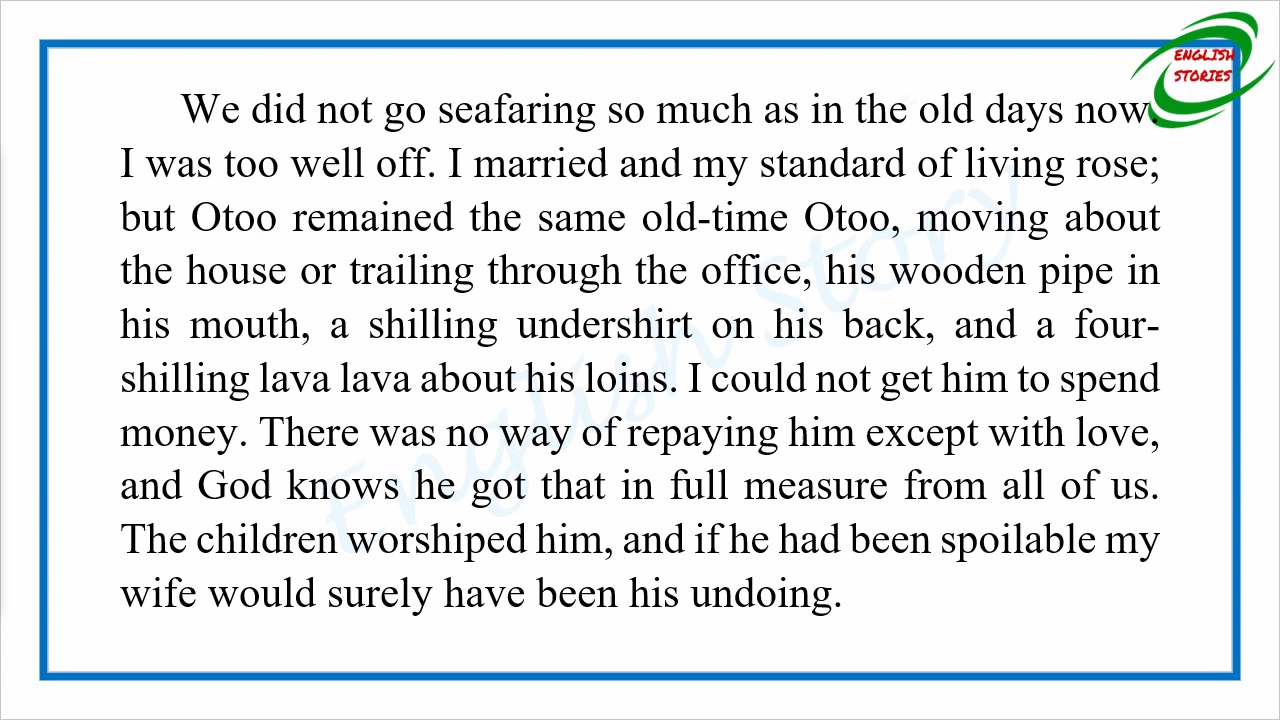 ENGLISH
STORIES
We did not go seafaring so much as in the old days now.
I was too well off. I married and my standard of living rose;
but Otoo remained the same old-time Otoo, moving about
the house or trailing through the office, his wooden pipe in
his mouth, a shilling undershirt on his back, and a four-
shilling lava lava about his loins. I could not get him to spend
money. There was no way of repaying him except with love,
and God knows he got that in full measure from all of us.
The children worshiped him, and if he had been spoilable my
wife would surely have been his undoing.
English Story